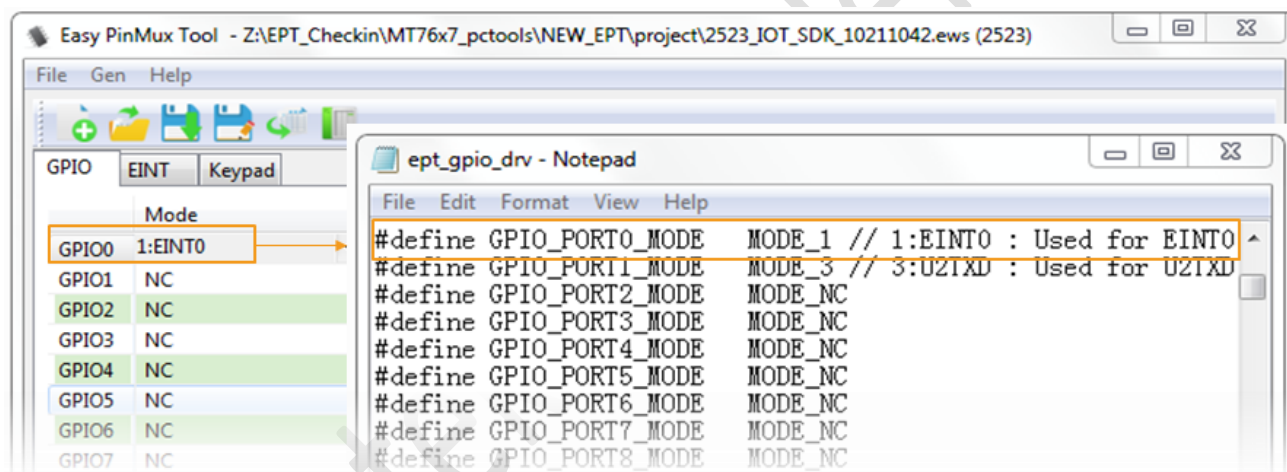 Easy PinMux Tool - Z:\EPT_Checkin\MT76x7_pctools\NEW_EPT\project\2523_IOT_SDK_10211042.ews (2523)
File Gen Help
GPIO EINT Keypad
Mode
GPIO0 1:EINT0
GPIO1 NC
GPIO2 NC
GPIO3 NC
GPIO4 NC
GPIO5 NC
GPIO6 NC
GPIO7 NC
ept_gpio_drv - Notepad
File Edit Format View Help
#define GPIO_PORT0_MODE MODE_1 // 1:EINT0 : Used for EINT0
#define GPIO_PORT1_MODE MODE_3 // 3:U2TXD : Used for U2TXD
#define GPIO_PORT2_MODE MODE_NC
#define GPIO_PORT3_MODE MODE_NC
#define GPIO_PORT4_MODE MODE_NC
#define GPIO_PORT5_MODE MODE_NC
#define GPIO_PORT6_MODE MODE_NC
#define GPIO_PORT7_MODE MODE_NC
#define GPIO_PORT8_MODE MODE_NC